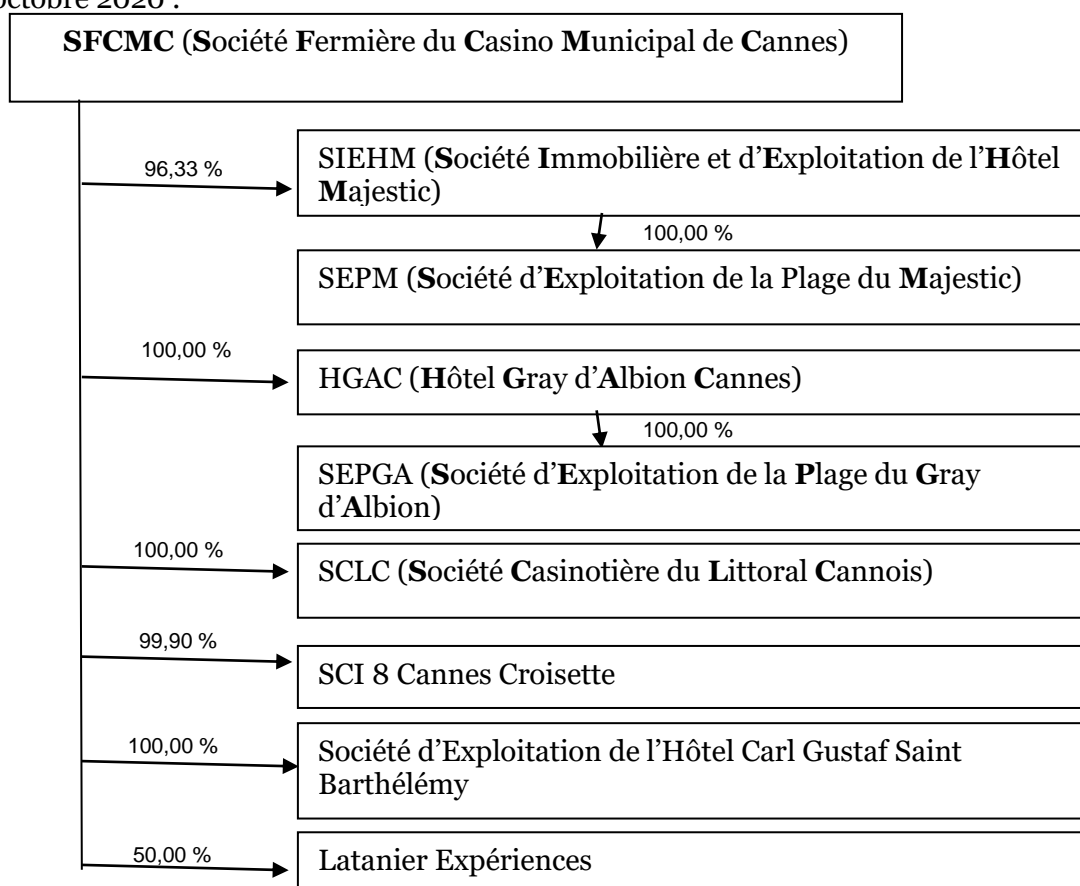 octobre 2020 :
SFCMC (Société Fermière du Casino Municipal de Cannes)
96,33 %
SIEHM (Société Immobilière et d’Exploitation de l’Hôtel
Majestic)
100,00 %
SEPM (Société d’Exploitation de la Plage du Majestic)
100,00 %
HGAC (Hôtel Gray d’Albion Cannes)
100,00 %
SEPGA (Société d’Exploitation de la Plage du Gray
d’Albion)
100,00 %
SCLC (Société Casinotière du Littoral Cannois)
99,90 %
SCI 8 Cannes Croisette
100,00 %
Société d’Exploitation de l’Hôtel Carl Gustaf Saint
Barthélémy
50,00 %
Latanier Expériences